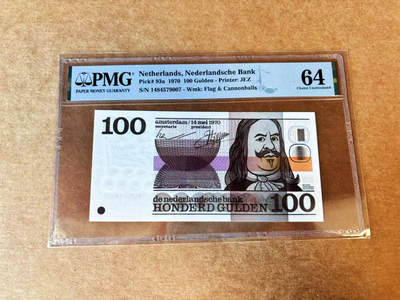 PMG
PAPER MONEY GUARANTY
Netherlands, Nederlandsche Bank
Pick# 93a 1970 100 Gulden - Printer: JEZ
S/N 1484579007 - Wmk: Flag & Cannonballs
64
Choice Uncirculated
100
amsterdam/14 mei 1970
secretaris president
de nederlandsche bank
HONDERD GULDEN
100